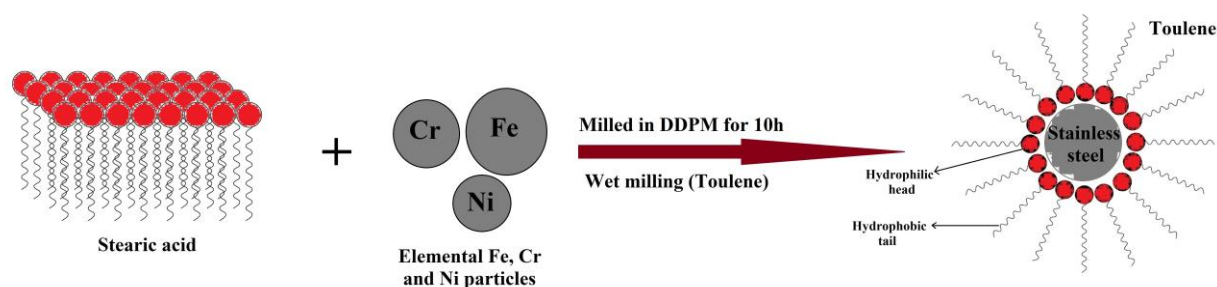 Stearic acid
+
Cr
Fe
Ni
Elemental Fe, Cr
and Ni particles
Milled in DDPM for 10h
Wet milling (Toulene)
Toulene
Stainless
steel
Hydrophilic
head
Hydrophobic
tail